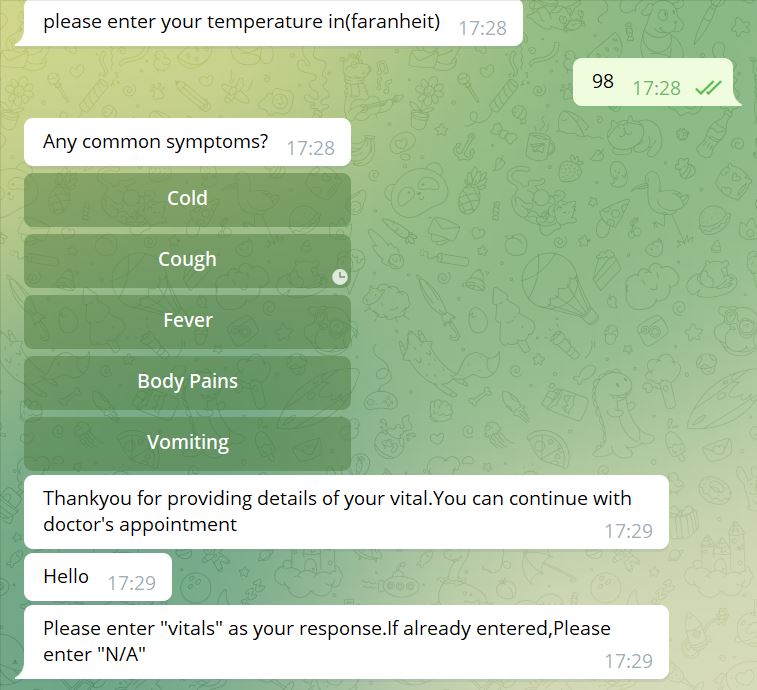 please enter your temperature in(faranheit) 17:28
98 17:28
Any common symptoms? 17:28
Cold
Cough
Fever
Body Pains
Vomiting
Thankyou for providing details of your vital.You can continue with
doctor's appointment 17:29
Hello 17:29
Please enter "vitals" as your response.If already entered,Please
enter "N/A" 17:29